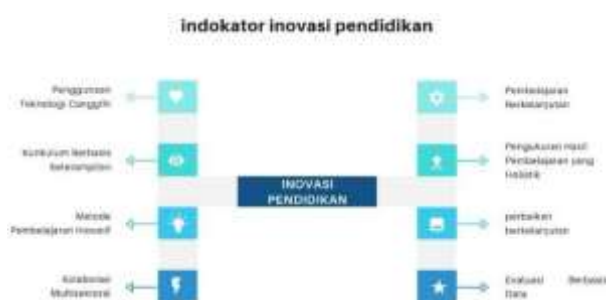 indokator inovasi pendidikan
Penggunaan
Teknologi Canggih
Kurikulum Berbasis
Keterampilan
Metode
Pembelajaran Inovatif
Kolaborasi
Multisektoral
INOVASI
PENDIDIKAN
Pembelajaran
Berkelanjutan
Pengukuran Hasil
Pembelajaran yang
Holistik
perbaikan
berkelanjutan
Evaluasi Berbasis
Data